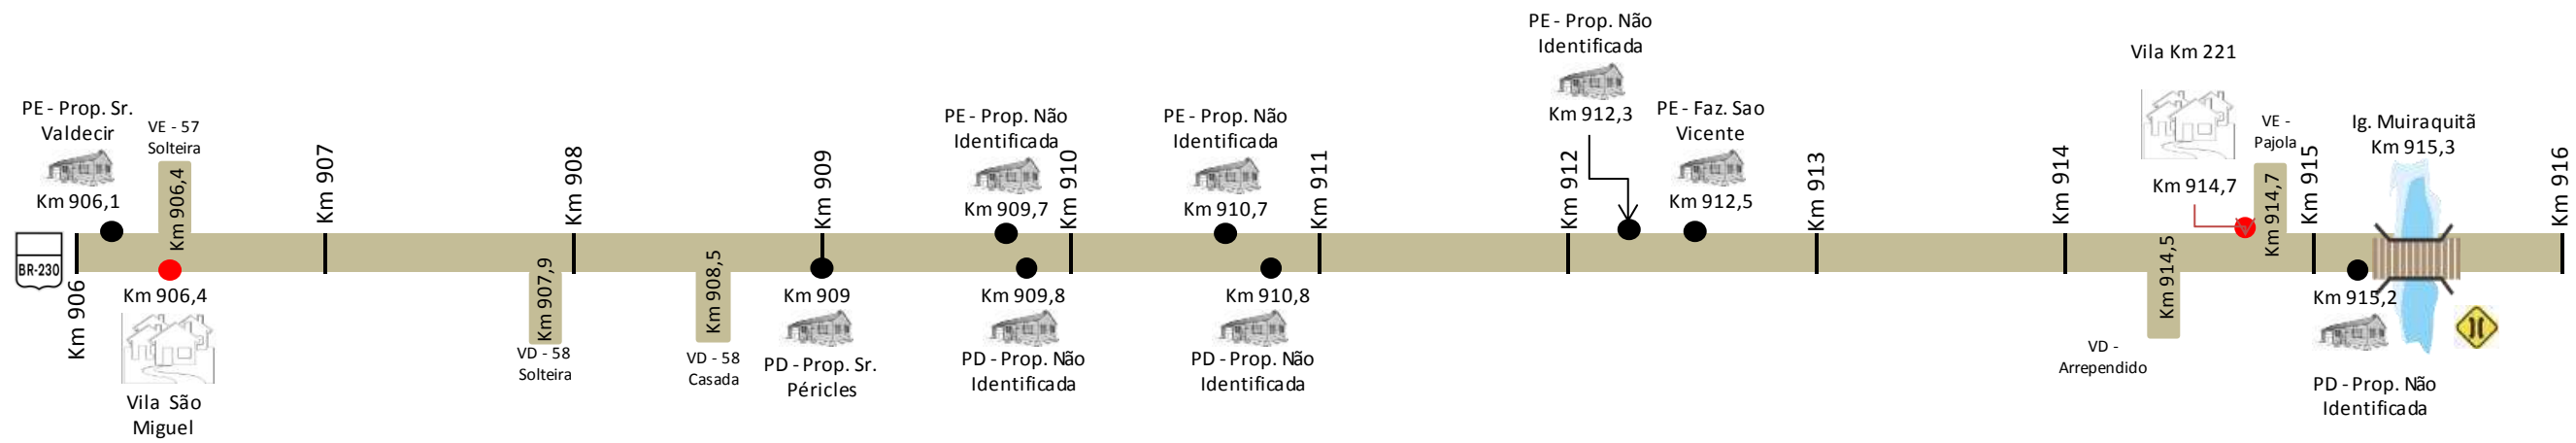 BR-230
Km 906
PE - Prop. Sr.
Valdecir
Km 906,1
VE - 57
Solteira
Km 906,4
Km 906,4
Vila São
Miguel
Km 907
Km 907,9
VD - 58
Solteira
Km 908
Km 908,5
VD - 58
Casada
Km 909
Km 909
PD - Prop. Sr.
Péricles
PE - Prop. Não
Identificada
Km 909,7
Km 909,8
PD - Prop. Não
Identificada
Km 910
PE - Prop. Não
Identificada
Km 910,7
Km 910,8
PD - Prop. Não
Identificada
Km 911
Km 912
PE - Prop. Não
Identificada
Km 912,3
PE - Faz. Sao
Vicente
Km 912,5
Km 913
Km 914
Km 914,5
VD -
Arrependido
Vila Km 221
Km 914,7
VE -
Pajola
Km 914,7
Km 915
Km 915,2
PD - Prop. Não
Identificada
Ig. Muiraquitã
Km 915,3
Km 916